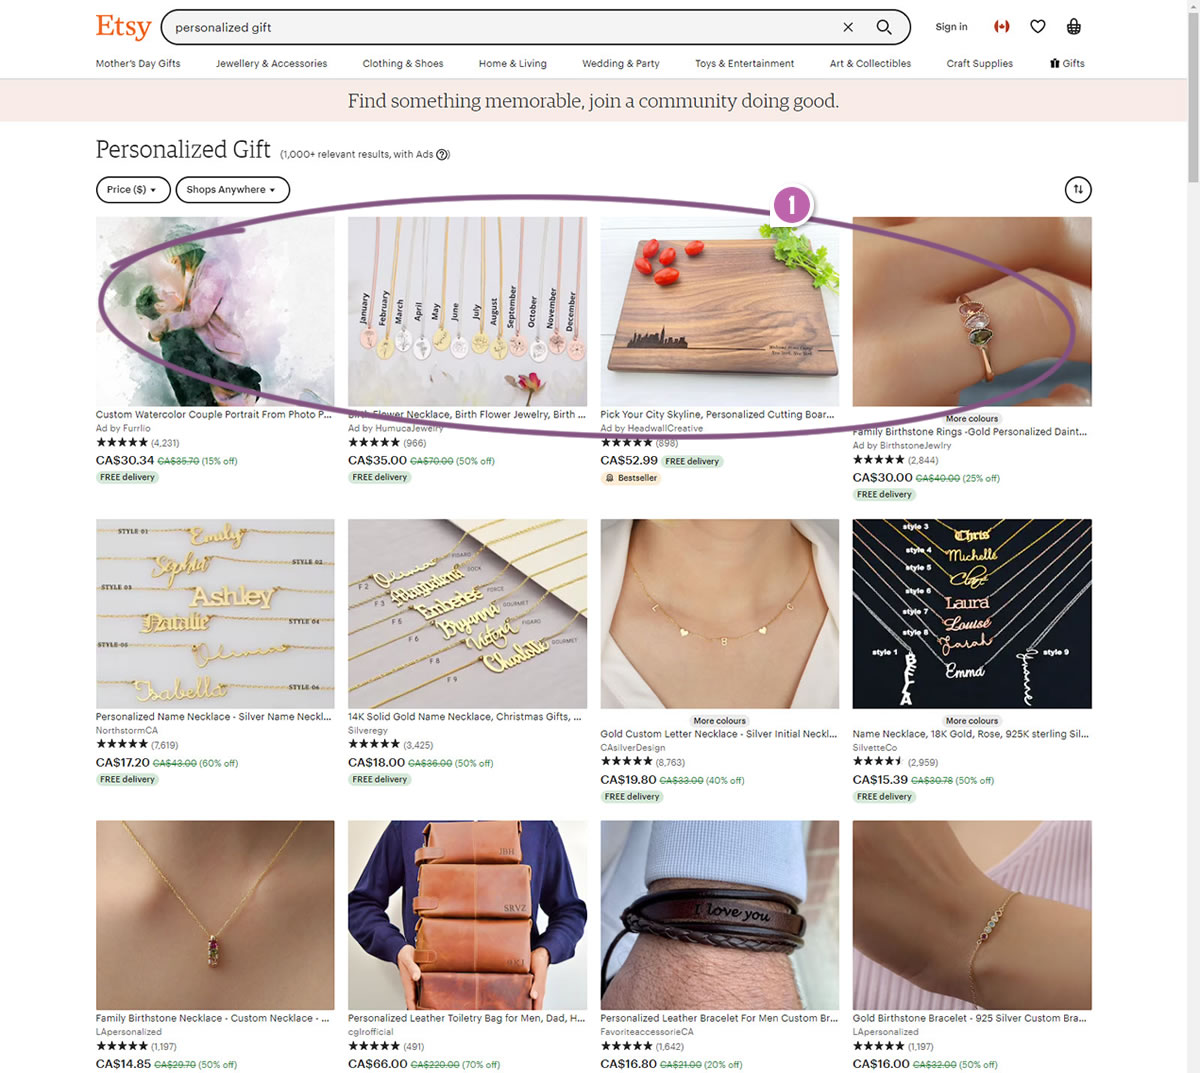 Etsy
personalized gift
Sign in
Mother's Day Gifts Jewellery & Accessories Clothing & Shoes Home & Living Wedding & Party Toys & Entertainment Art & Collectibles Craft Supplies Gifts
Find something memorable, join a community doing good.
Personalized Gift (1,000+ relevant results, with Ads ?)
Price ($) Shops Anywhere
1
January
February
March
April
May
June
July
August
September
October
November
December
Custom Watercolor Couple Portrait From Photo P...
Ad by Furrlio
(4,231)
CA$30.34 CA$35.70 (15% off)
FREE delivery
Birth Flower Necklace, Birth Flower Jewelry, Birth ...
Ad by HumucaJewelry
(966)
CA$35.00 CA$70.00 (50% off)
FREE delivery
Pick Your City Skyline, Personalized Cutting Boar...
Ad by HeadwallCreative
(898)
CA$52.99 FREE delivery
Bestseller
More colours
Family Birthstone Rings -Gold Personalized Daint...
Ad by BirthstoneJewlry
(2,844)
CA$30.00 CA$40.00 (25% off)
FREE delivery
STYLE 01
Emily
Sophia
STYLE 02
STYLE 03
Ashley
Natalie
STYLE 04
STYLE 05
Olivia
Isabella
STYLE 06
Personalized Name Necklace - Silver Name Neckl...
NorthstormCA
(7,619)
CA$17.20 CA$43.00 (60% off)
FREE delivery
FIGARO
F 2
Olivia
ROCK
F 3
FORCE
F 5
Emberlee
GOURMET
F 6
Bryanna
FIGARO
F 8
Victoria
GOURMET
F 9
Charlotte
14K Solid Gold Name Necklace, Christmas Gifts, ...
Silveregy
(3,425)
CA$18.00 CA$36.00 (50% off)
FREE delivery
More colours
Gold Custom Letter Necklace - Silver Initial Neckl...
CAsilverDesign
(8,763)
CA$19.80 CA$33.00 (40% off)
FREE delivery
style 3
Chris
style 4
Michelle
style 5
Clare
style 6
Laura
style 7
Louise
style 8
Sarah
style 1
BELLA
Emma
style 9
More colours
Name Necklace, 18K Gold, Rose, 925K sterling Sil...
SilvetteCo
(2,959)
CA$15.39 CA$30.78 (50% off)
FREE delivery
Family Birthstone Necklace - Custom Necklace - ...
LApersonalized
(1,197)
CA$14.85 CA$29.70 (50% off)
JBH
SRVZ
Personalized Leather Toiletry Bag for Men, Dad, H...
cglrofficial
(491)
CA$66.00 CA$220.00 (70% off)
I love you
Personalized Leather Bracelet For Men Custom Br...
FavoriteaccessorieCA
(1,642)
CA$16.80 CA$21.00 (20% off)
Gold Birthstone Bracelet - 925 Silver Custom Bra...
LApersonalized
(1,197)
CA$16.00 CA$32.00 (50% off)